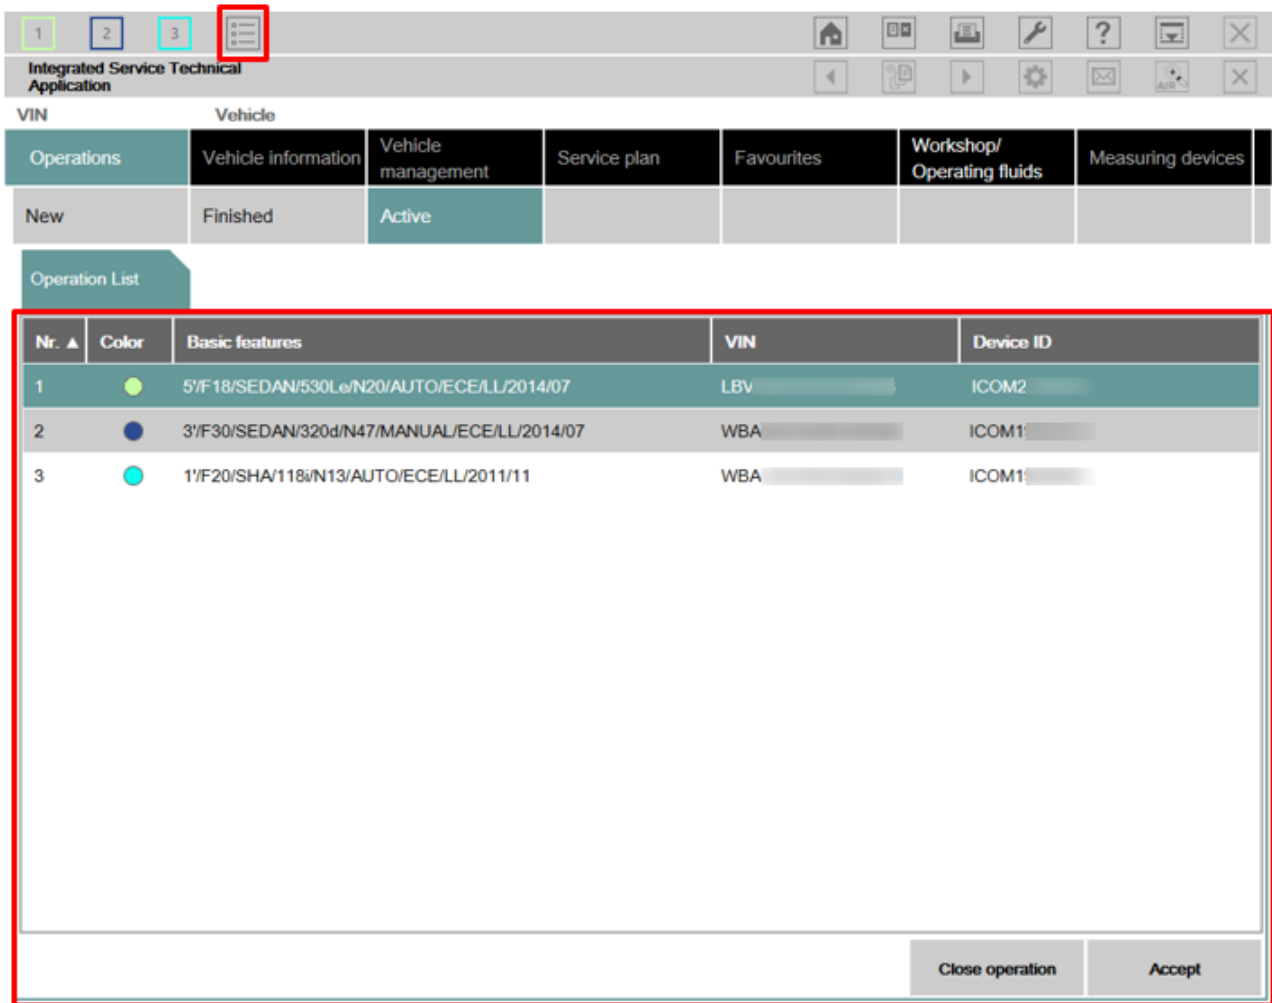 1 2 3
Integrated Service Technical
Application
VIN Vehicle
Operations Vehicle information Vehicle management Service plan Favourites Workshop/ Operating fluids Measuring devices
New Finished Active
Operation List
Nr. ▲ Color Basic features VIN Device ID
1 5'/F18/SEDAN/530Le/N20/AUTO/ECE/LL/2014/07 LBV ICOM2
2 3'/F30/SEDAN/320d/N47/MANUAL/ECE/LL/2014/07 WBA ICOM1
3 1'/F20/SHA/118i/N13/AUTO/ECE/LL/2011/11 WBA ICOM1
Close operation Accept